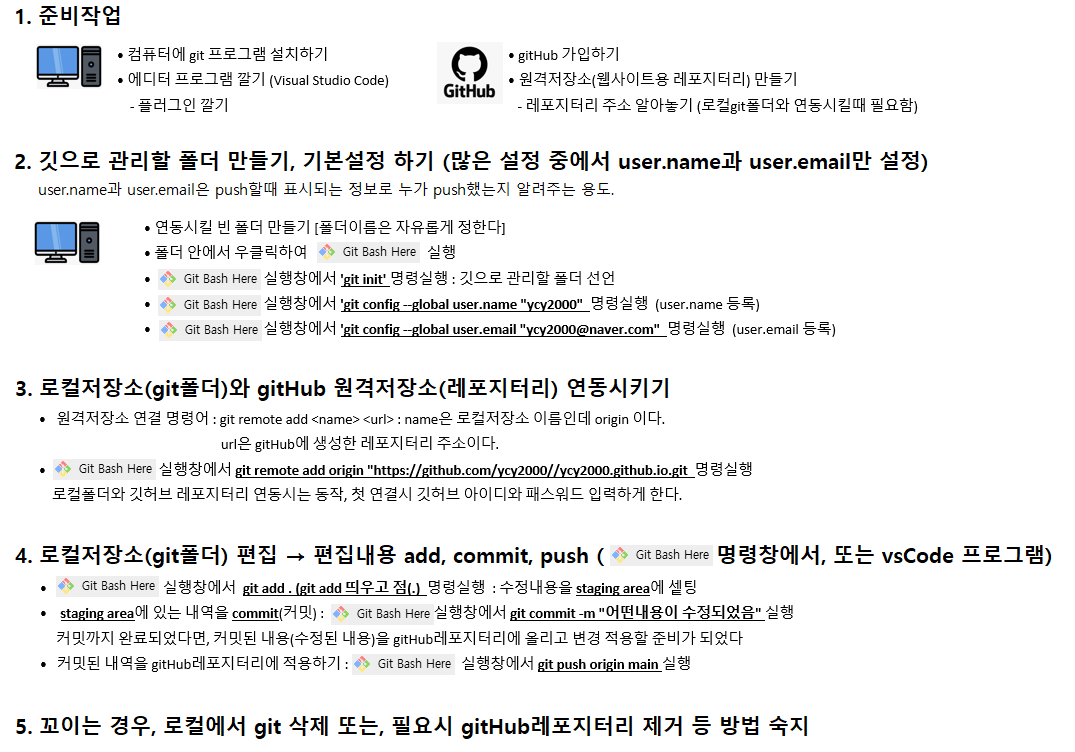 1. 준비작업
• 컴퓨터에 git 프로그램 설치하기
• 에디터 프로그램 깔기 (Visual Studio Code)
- 플러그인 깔기
GitHub
• gitHub 가입하기
• 원격저장소(웹사이트용 레포지터리) 만들기
- 레포지터리 주소 알아놓기 (로컬git폴더와 연동시킬때 필요함)
2. 깃으로 관리할 폴더 만들기, 기본설정 하기 (많은 설정 중에서 user.name과 user.email만 설정)
user.name과 user.email은 push할때 표시되는 정보로 누가 push했는지 알려주는 용도.
• 연동시킬 빈 폴더 만들기 [폴더이름은 자유롭게 정한다]
• 폴더 안에서 우클릭하여 Git Bash Here 실행
• Git Bash Here 실행창에서 'git init' 명령실행 : 깃으로 관리할 폴더 선언
• Git Bash Here 실행창에서 'git config --global user.name "ycy2000" 명령실행 (user.name 등록)
• Git Bash Here 실행창에서 'git config --global user.email "ycy2000@naver.com" 명령실행 (user.email 등록)
3. 로컬저장소(git폴더)와 gitHub 원격저장소(레포지터리) 연동시키기
• 원격저장소 연결 명령어 : git remote add <name> <url> : name은 로컬저장소 이름인데 origin 이다.
url은 gitHub에 생성한 레포지터리 주소이다.
• Git Bash Here 실행창에서 git remote add origin "https://github.com/ycy2000//ycy2000.github.io.git 명령실행
로컬폴더와 깃허브 레포지터리 연동시는 동작, 첫 연결시 깃허브 아이디와 패스워드 입력하게 한다.
4. 로컬저장소(git폴더) 편집 → 편집내용 add, commit, push ( Git Bash Here 명령창에서, 또는 vsCode 프로그램)
• Git Bash Here 실행창에서 git add . (git add 띄우고 점(.) 명령실행 : 수정내용을 staging area에 셑팅
• staging area에 있는 내역을 commit(커밋) : Git Bash Here 실행창에서 git commit -m "어떤내용이 수정되었음" 실행
커밋까지 완료되었다면, 커밋된 내용(수정된 내용)을 gitHub레포지터리에 올리고 변경 적용할 준비가 되었다
• 커밋된 내역을 gitHub레포지터리에 적용하기 : Git Bash Here 실행창에서 git push origin main 실행
5. 꼬이는 경우, 로컬에서 git 삭제 또는, 필요시 gitHub레포지터리 제거 등 방법 숙지